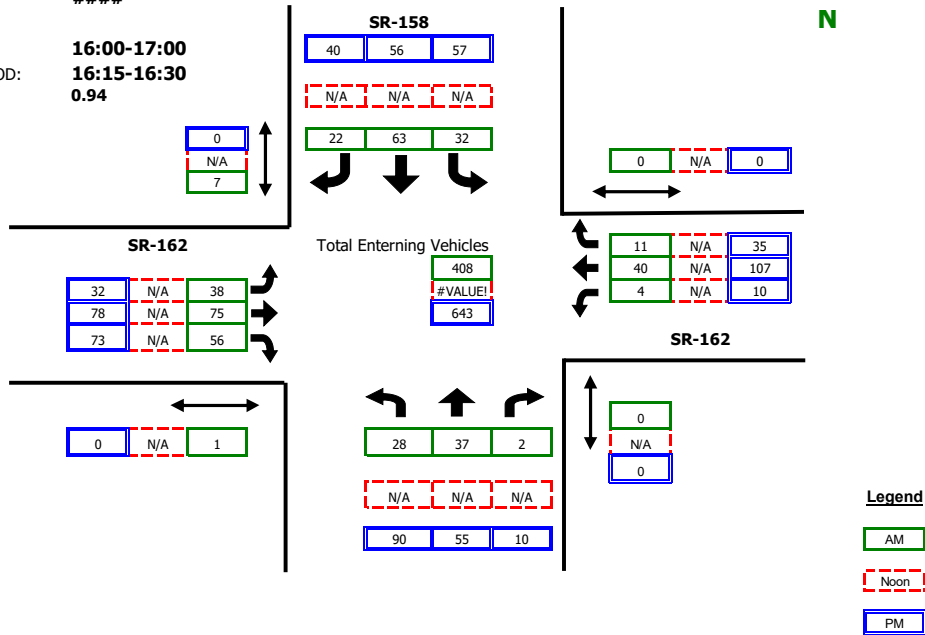 ####
SR-158
N
16:00-17:00
OD: 16:15-16:30
0.94
40 56 57
N/A N/A N/A
22 63 32
0
N/A
7
0 N/A 0
SR-162
Total Enterning Vehicles
408
#VALUE!
643
11 N/A 35
40 N/A 107
4 N/A 10
32 N/A 38
78 N/A 75
73 N/A 56
SR-162
0 N/A 1
28 37 2
N/A N/A N/A
90 55 10
0
N/A
0
Legend
AM
Noon
PM